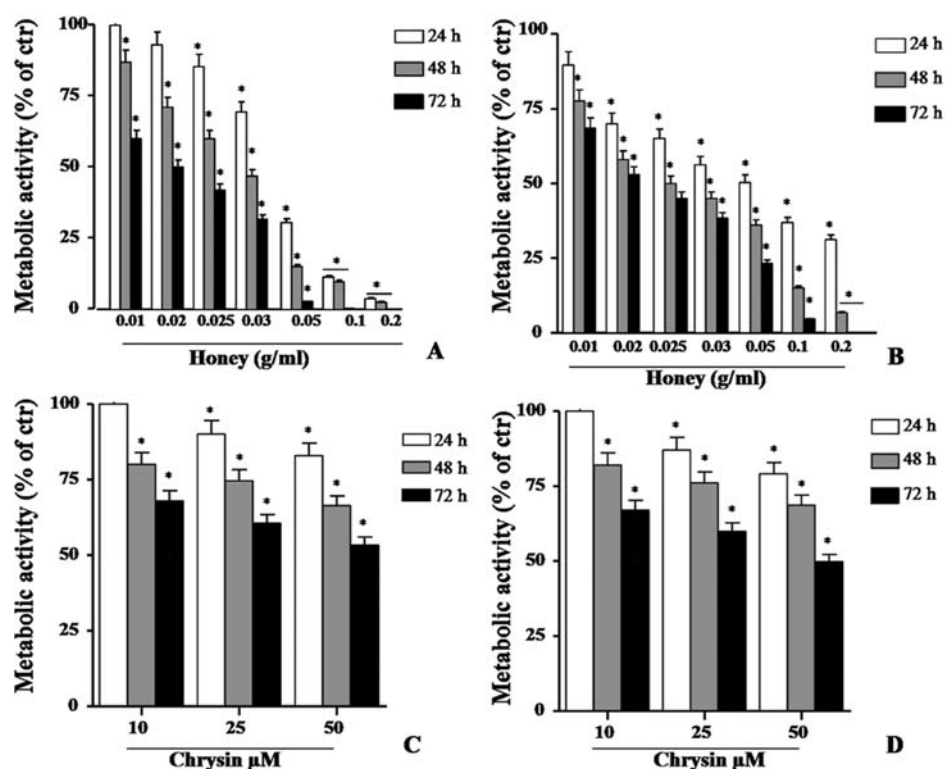 Metabolic activity (% of ctr)
100
75
50
25
0
* * * * * * * * * * * * * *
24 h
48 h
72 h
0.01 0.02 0.025 0.03 0.05 0.1 0.2
Honey (g/ml)
A
Metabolic activity (% of ctr)
100
75
50
25
0
* * * * * * * * * * * * * * * * * * *
24 h
48 h
72 h
0.01 0.02 0.025 0.03 0.05 0.1 0.2
Honey (g/ml)
B
Metabolic activity (% of ctr)
100
75
50
25
0
* * * * * * * *
24 h
48 h
72 h
10 25 50
Chrysin µM
C
Metabolic activity (% of ctr)
100
75
50
25
0
* * * * * * * *
24 h
48 h
72 h
10 25 50
Chrysin µM
D